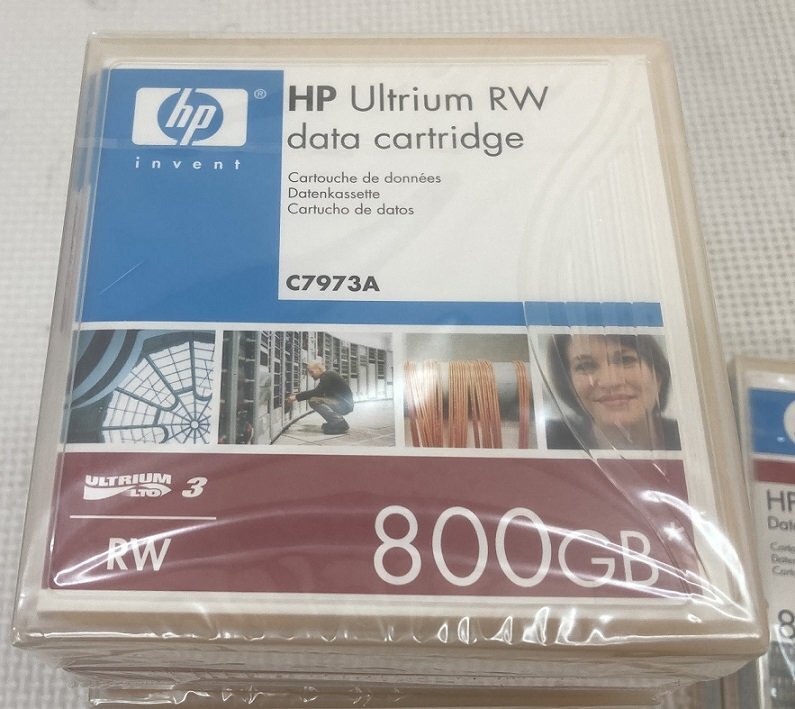 hp ®
invent
HP Ultrium RW
data cartridge
Cartouche de données
Datenkassette
Cartucho de datos
C7973A
ULTRIUM
LTO 3
RW
800GB*
HP